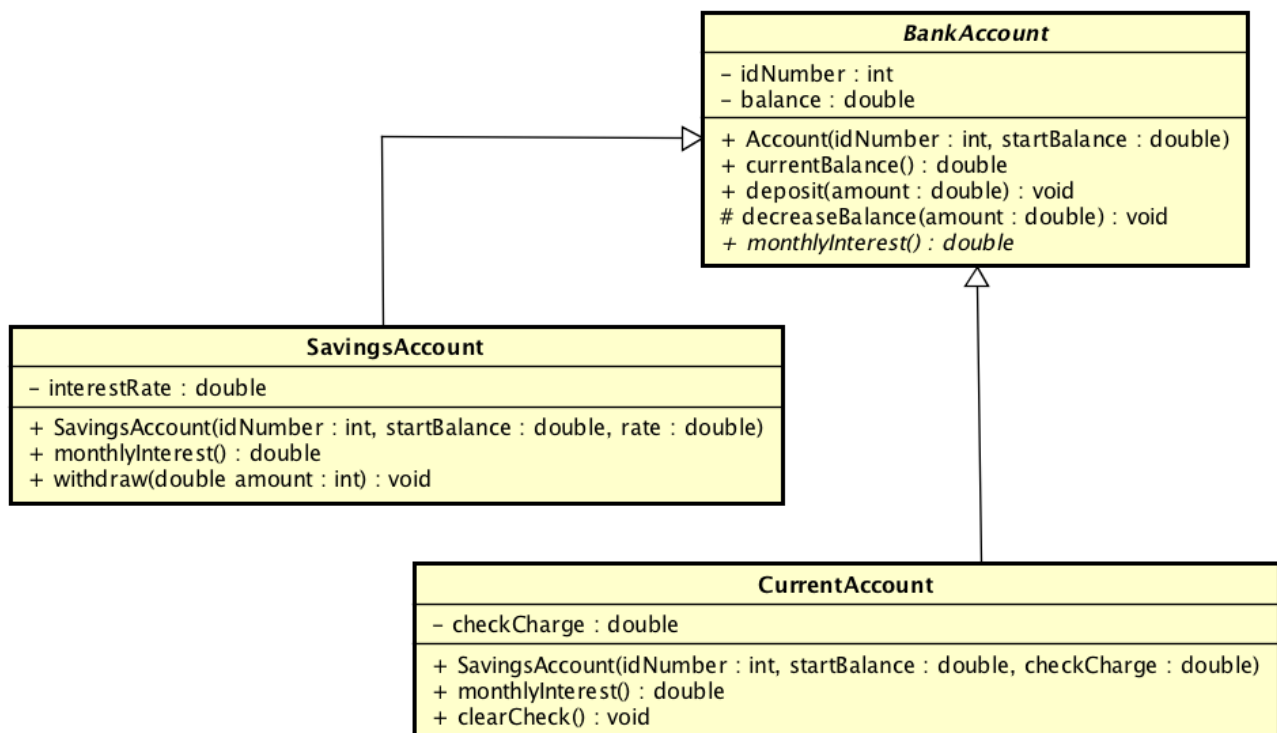 BankAccount
– idNumber : int
– balance : double
+ Account(idNumber : int, startBalance : double)
+ currentBalance() : double
+ deposit(amount : double) : void
# decreaseBalance(amount : double) : void
+ monthlyInterest() : double
SavingsAccount
– interestRate : double
+ SavingsAccount(idNumber : int, startBalance : double, rate : double)
+ monthlyInterest() : double
+ withdraw(double amount : int) : void
CurrentAccount
– checkCharge : double
+ SavingsAccount(idNumber : int, startBalance : double, checkCharge : double)
+ monthlyInterest() : double
+ clearCheck() : void